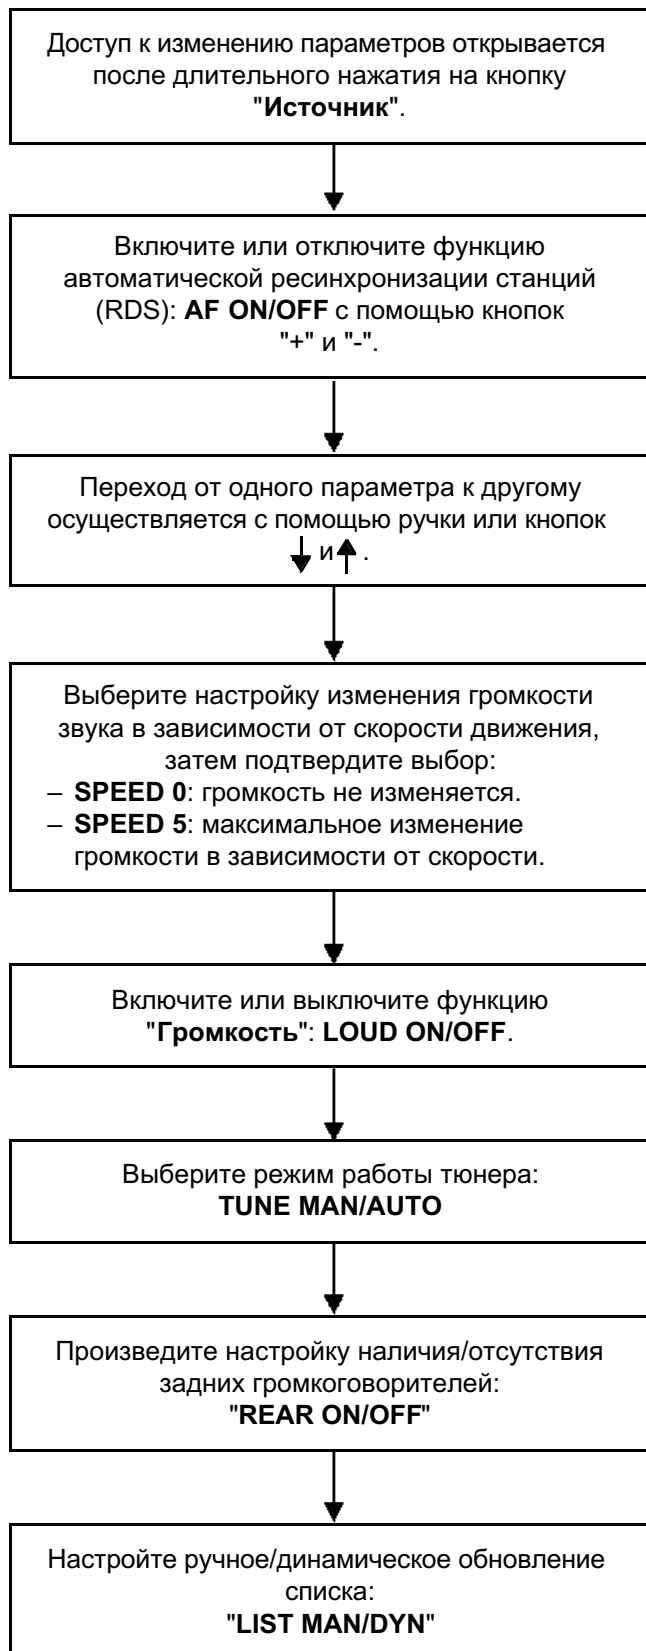 Доступ к изменению параметров открывается
после длительного нажатия на кнопку
"Источник".
Включите или отключите функцию
автоматической ресинхронизации станций
(RDS): AF ON/OFF с помощью кнопок
"+" и "-".
Переход от одного параметра к другому
осуществляется с помощью ручки или кнопок
↓ и ↑ .
Выберите настройку изменения громкости
звука в зависимости от скорости движения,
затем подтвердите выбор:
– SPEED 0: громкость не изменяется.
– SPEED 5: максимальное изменение
громкости в зависимости от скорости.
Включите или выключите функцию
"Громкость": LOUD ON/OFF.
Выберите режим работы тюнера:
TUNE MAN/AUTO
Произведите настройку наличия/отсутствия
задних громкоговорителей:
"REAR ON/OFF"
Настройте ручное/динамическое обновление
списка:
"LIST MAN/DYN"